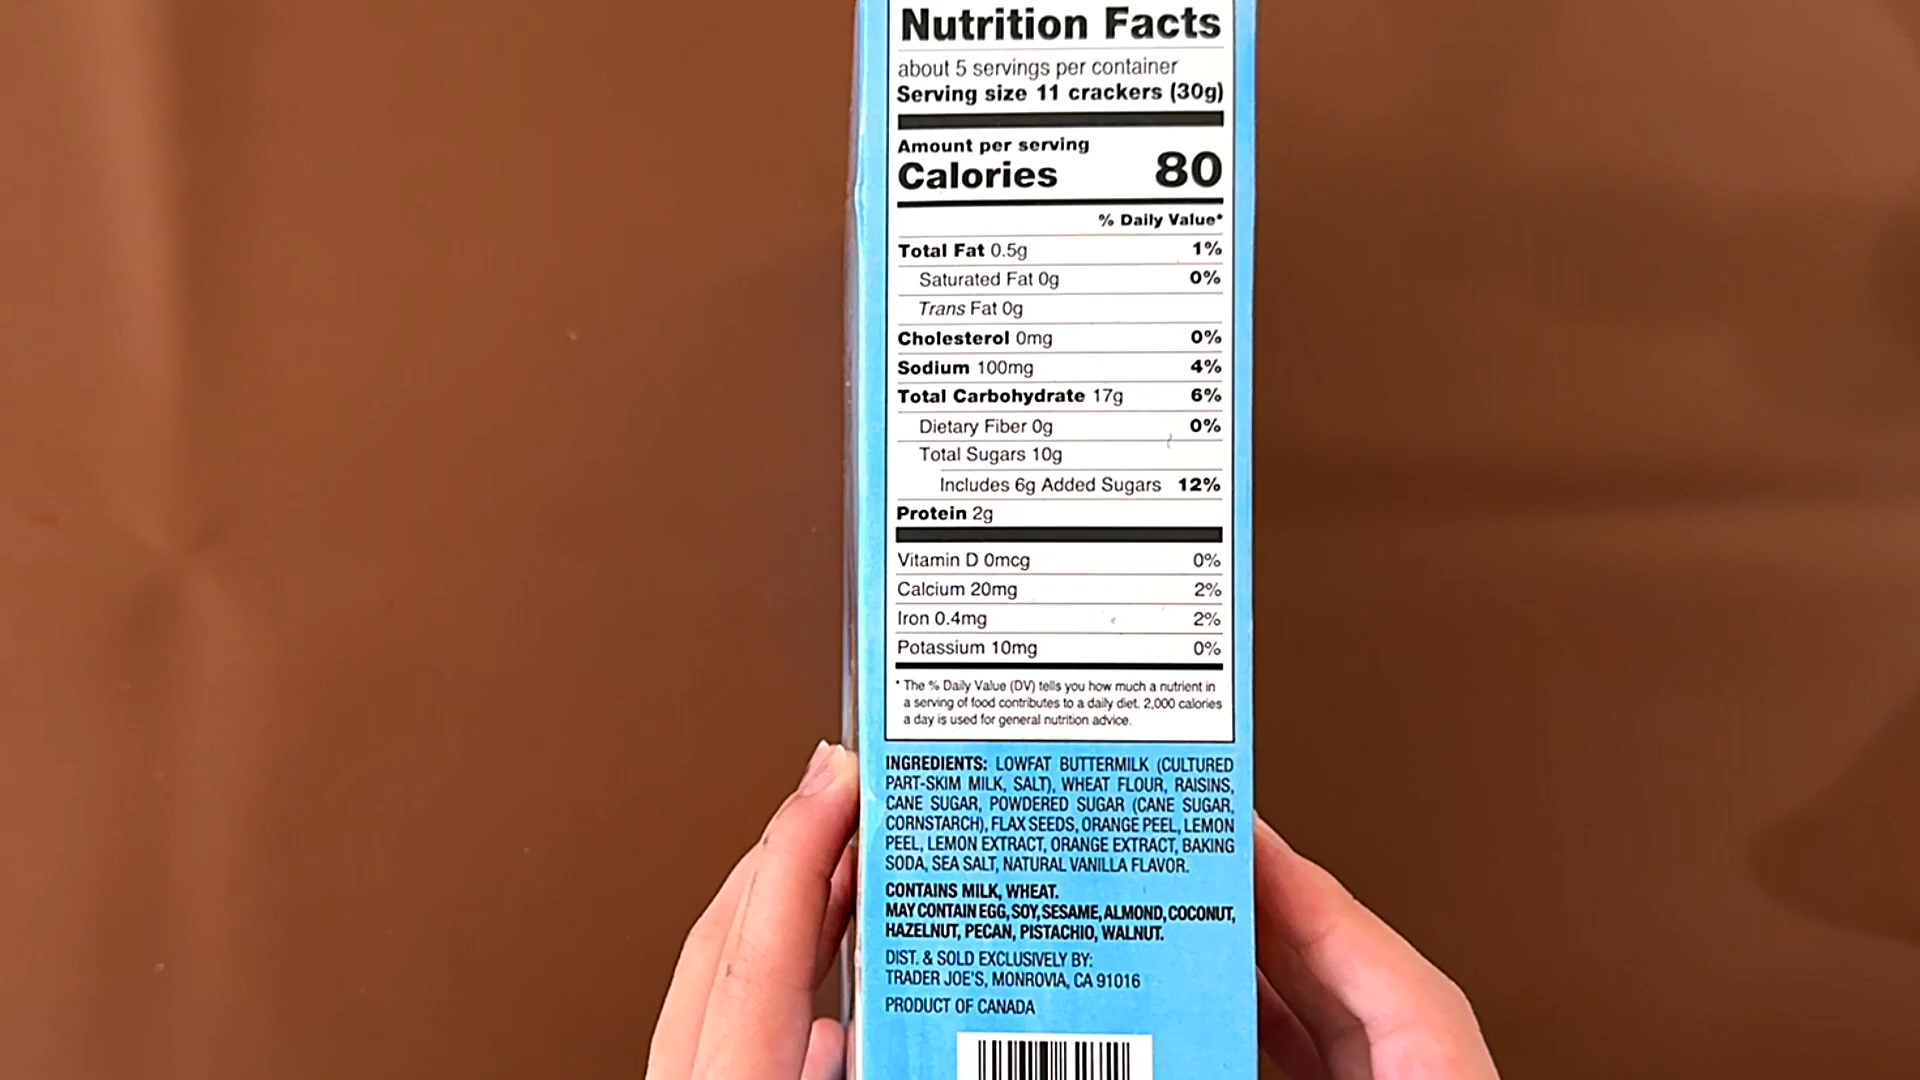 Nutrition Facts
about 5 servings per container
Serving size 11 crackers (30g)
Amount per serving
Calories 80
% Daily Value*
Total Fat 0.5g 1%
Saturated Fat 0g 0%
Trans Fat 0g
Cholesterol 0mg 0%
Sodium 100mg 4%
Total Carbohydrate 17g 6%
Dietary Fiber 0g 0%
Total Sugars 10g
Includes 6g Added Sugars 12%
Protein 2g
Vitamin D 0mcg 0%
Calcium 20mg 2%
Iron 0.4mg 2%
Potassium 10mg 0%
* The % Daily Value (DV) tells you how much a nutrient in
a serving of food contributes to a daily diet. 2,000 calories
a day is used for general nutrition advice.
INGREDIENTS: LOWFAT BUTTERMILK (CULTURED
PART-SKIM MILK, SALT), WHEAT FLOUR, RAISINS,
CANE SUGAR, POWDERED SUGAR (CANE SUGAR,
CORNSTARCH), FLAX SEEDS, ORANGE PEEL, LEMON
PEEL, LEMON EXTRACT, ORANGE EXTRACT, BAKING
SODA, SEA SALT, NATURAL VANILLA FLAVOR.
CONTAINS MILK, WHEAT.
MAY CONTAIN EGG, SOY, SESAME, ALMOND, COCONUT,
HAZELNUT, PECAN, PISTACHIO, WALNUT.
DIST. & SOLD EXCLUSIVELY BY:
TRADER JOE'S, MONROVIA, CA 91016
PRODUCT OF CANADA